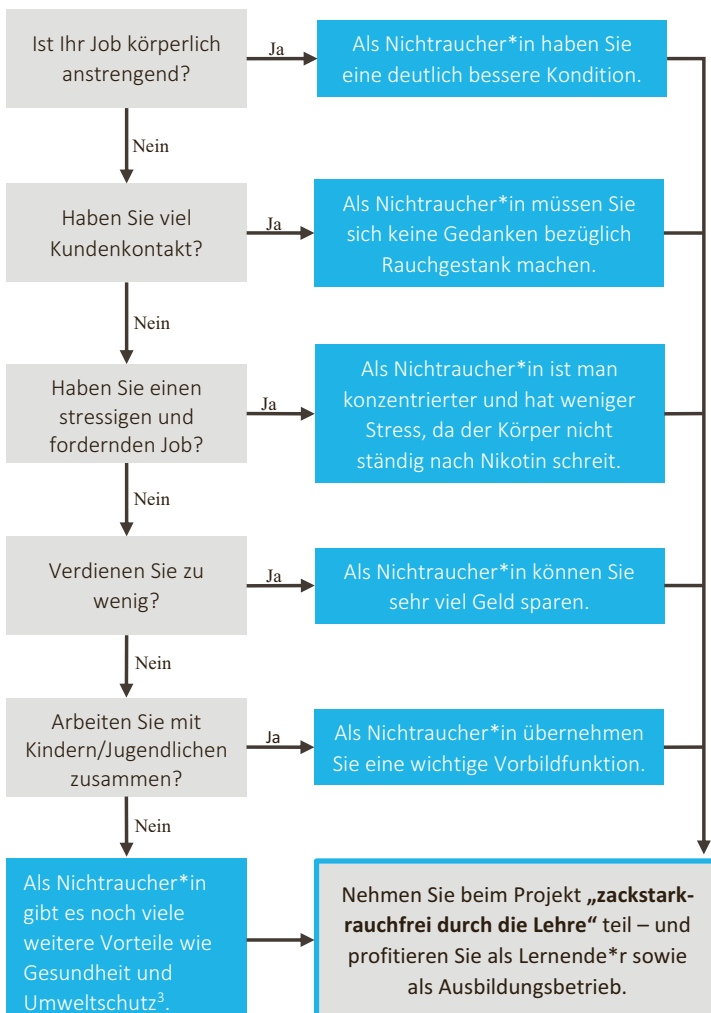 Ist Ihr Job körperlich
anstrengend?
Ja
Als Nichtraucher*in haben Sie
eine deutlich bessere Kondition.
Nein
Haben Sie viel
Kundenkontakt?
Ja
Als Nichtraucher*in müssen Sie
sich keine Gedanken bezüglich
Rauchgestank machen.
Nein
Haben Sie einen
stressigen und
fordernden Job?
Ja
Als Nichtraucher*in ist man
konzentrierter und hat weniger
Stress, da der Körper nicht
ständig nach Nikotin schreit.
Nein
Verdienen Sie zu
wenig?
Ja
Als Nichtraucher*in können Sie
sehr viel Geld sparen.
Nein
Arbeiten Sie mit
Kindern/Jugendlichen
zusammen?
Ja
Als Nichtraucher*in übernehmen
Sie eine wichtige Vorbildfunktion.
Nein
Als Nichtraucher*in
gibt es noch viele
weitere Vorteile wie
Gesundheit und
Umweltschutz³.
Nehmen Sie beim Projekt „zackstark-
rauchfrei durch die Lehre“ teil – und
profitieren Sie als Lernende*r sowie
als Ausbildungsbetrieb.